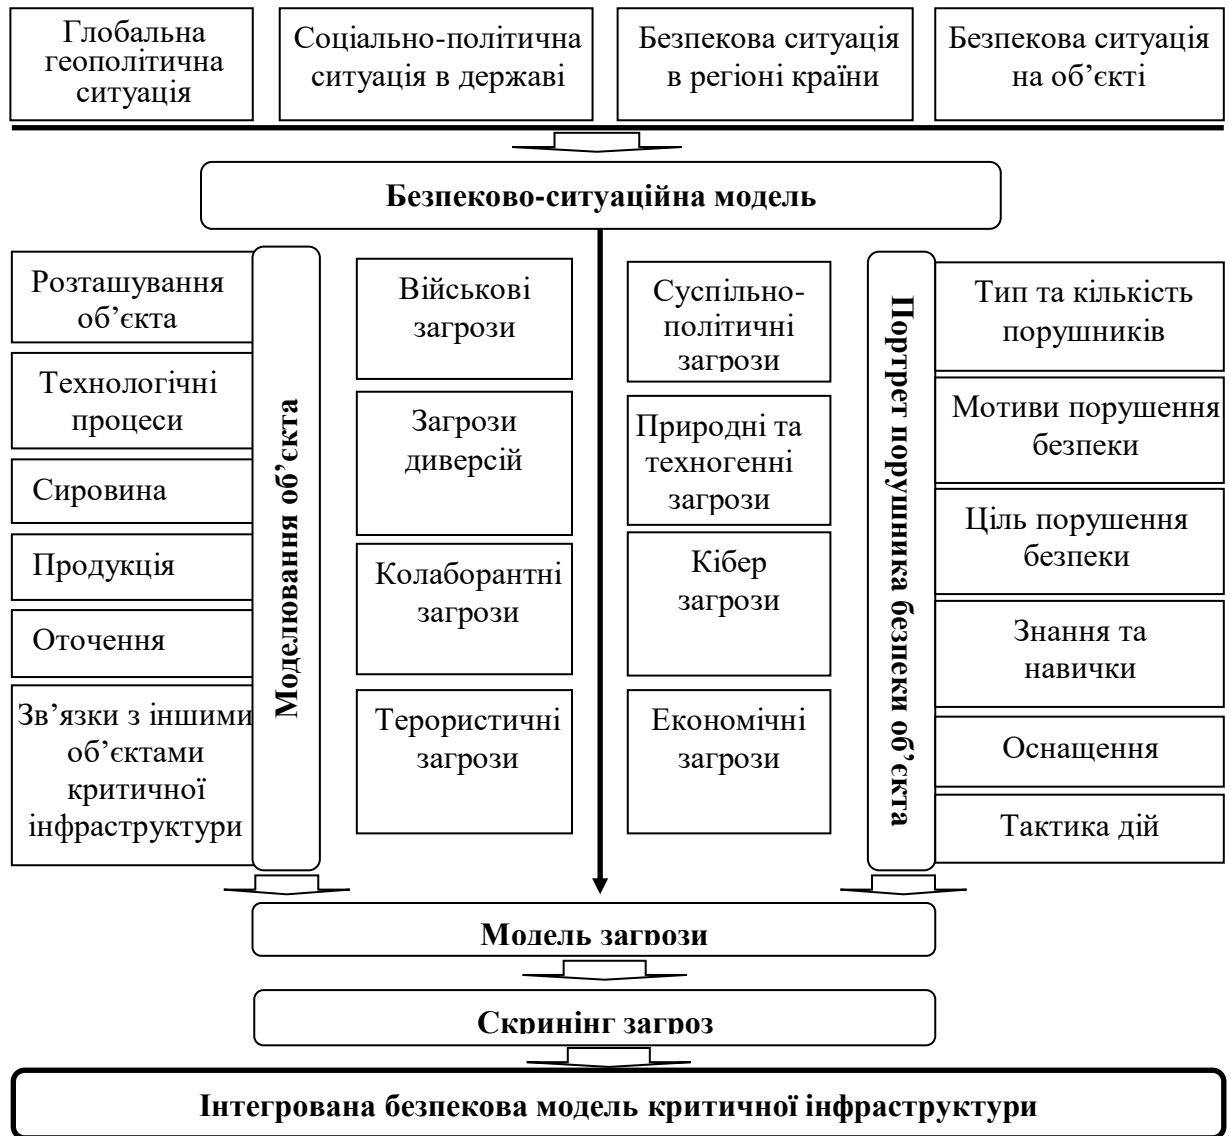 Глобальна
геополітична
ситуація
Соціально-політична
ситуація в державі
Безпекова ситуація
в регіоні країни
Безпекова ситуація
на об’єкті
Безпеково-ситуаційна модель
Розташування
об’єкта
Технологічні
процеси
Сировина
Продукція
Оточення
Зв’язки з іншими
об’єктами
критичної
інфраструктури
Моделювання об’єкта
Військові
загрози
Загрози
диверсій
Колаборантні
загрози
Терористичні
загрози
Суспільно-
політичні
загрози
Природні та
техногенні
загрози
Кібер
загрози
Економічні
загрози
Портрет порушника безпеки об’єкта
Тип та кількість
порушників
Мотиви порушення
безпеки
Ціль порушення
безпеки
Знання та
навички
Оснащення
Тактика дій
Модель загрози
Скринінг загроз
Інтегрована безпекова модель критичної інфраструктури